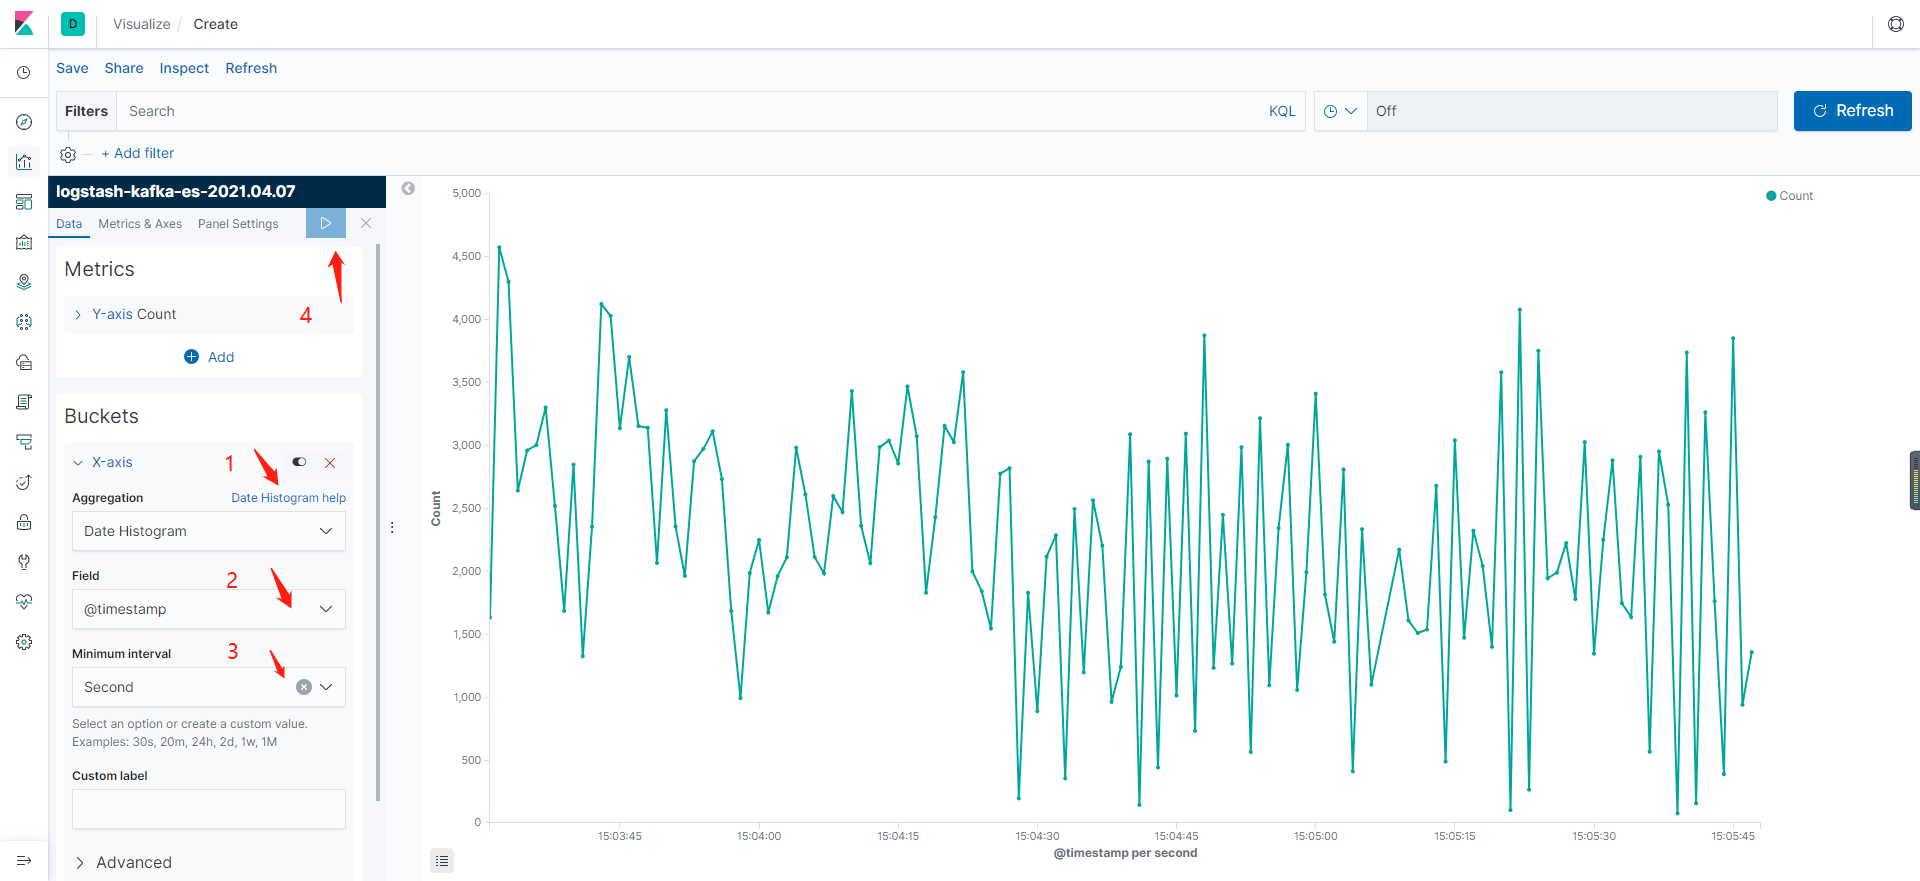 D Visualize / Create
Save Share Inspect Refresh
Filters Search KQL Off Refresh
+ Add filter
logstash-kafka-es-2021.04.07
Data Metrics & Axes Panel Settings
Metrics
Y-axis Count 4
Add
Buckets
X-axis 1
Aggregation Date Histogram help
Date Histogram
Field 2
@timestamp
Minimum interval 3
Second
Select an option or create a custom value.
Examples: 30s, 20m, 24h, 2d, 1w, 1M
Custom label
Advanced
Count
5,000
4,500
4,000
3,500
3,000
2,500
2,000
1,500
1,000
500
0
Count
15:03:45 15:04:00 15:04:15 15:04:30 15:04:45 15:05:00 15:05:15 15:05:30 15:05:45
@timestamp per second